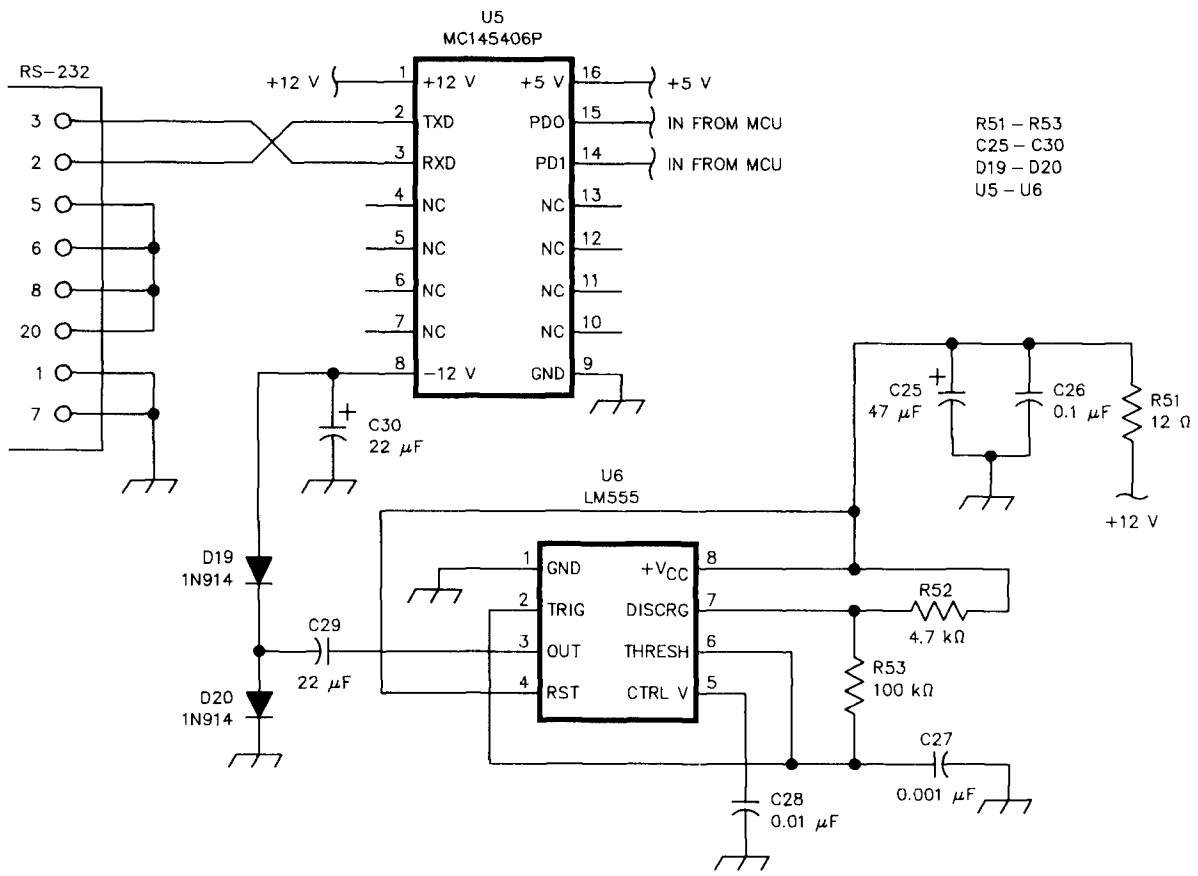 U5
MC145406P
RS-232
3
2
5
6
8
20
1
7
+12 V
1
+12 V
2
TXD
3
RXD
4
NC
5
NC
6
NC
7
NC
8
-12 V
+5 V
16
+5 V
PD0
15
IN FROM MCU
PD1
14
IN FROM MCU
NC
13
NC
12
NC
11
NC
10
GND
9
R51 – R53
C25 – C30
D19 – D20
U5 – U6
+
C30
22 µF
+
C25
47 µF
C26
0.1 µF
R51
12 Ω
+12 V
U6
LM555
D19
1N914
D20
1N914
C29
22 µF
1
GND
2
TRIG
3
OUT
4
RST
+VCC
8
DISCRG
7
THRESH
6
CTRL V
5
R52
4.7 kΩ
R53
100 kΩ
C27
0.001 µF
C28
0.01 µF